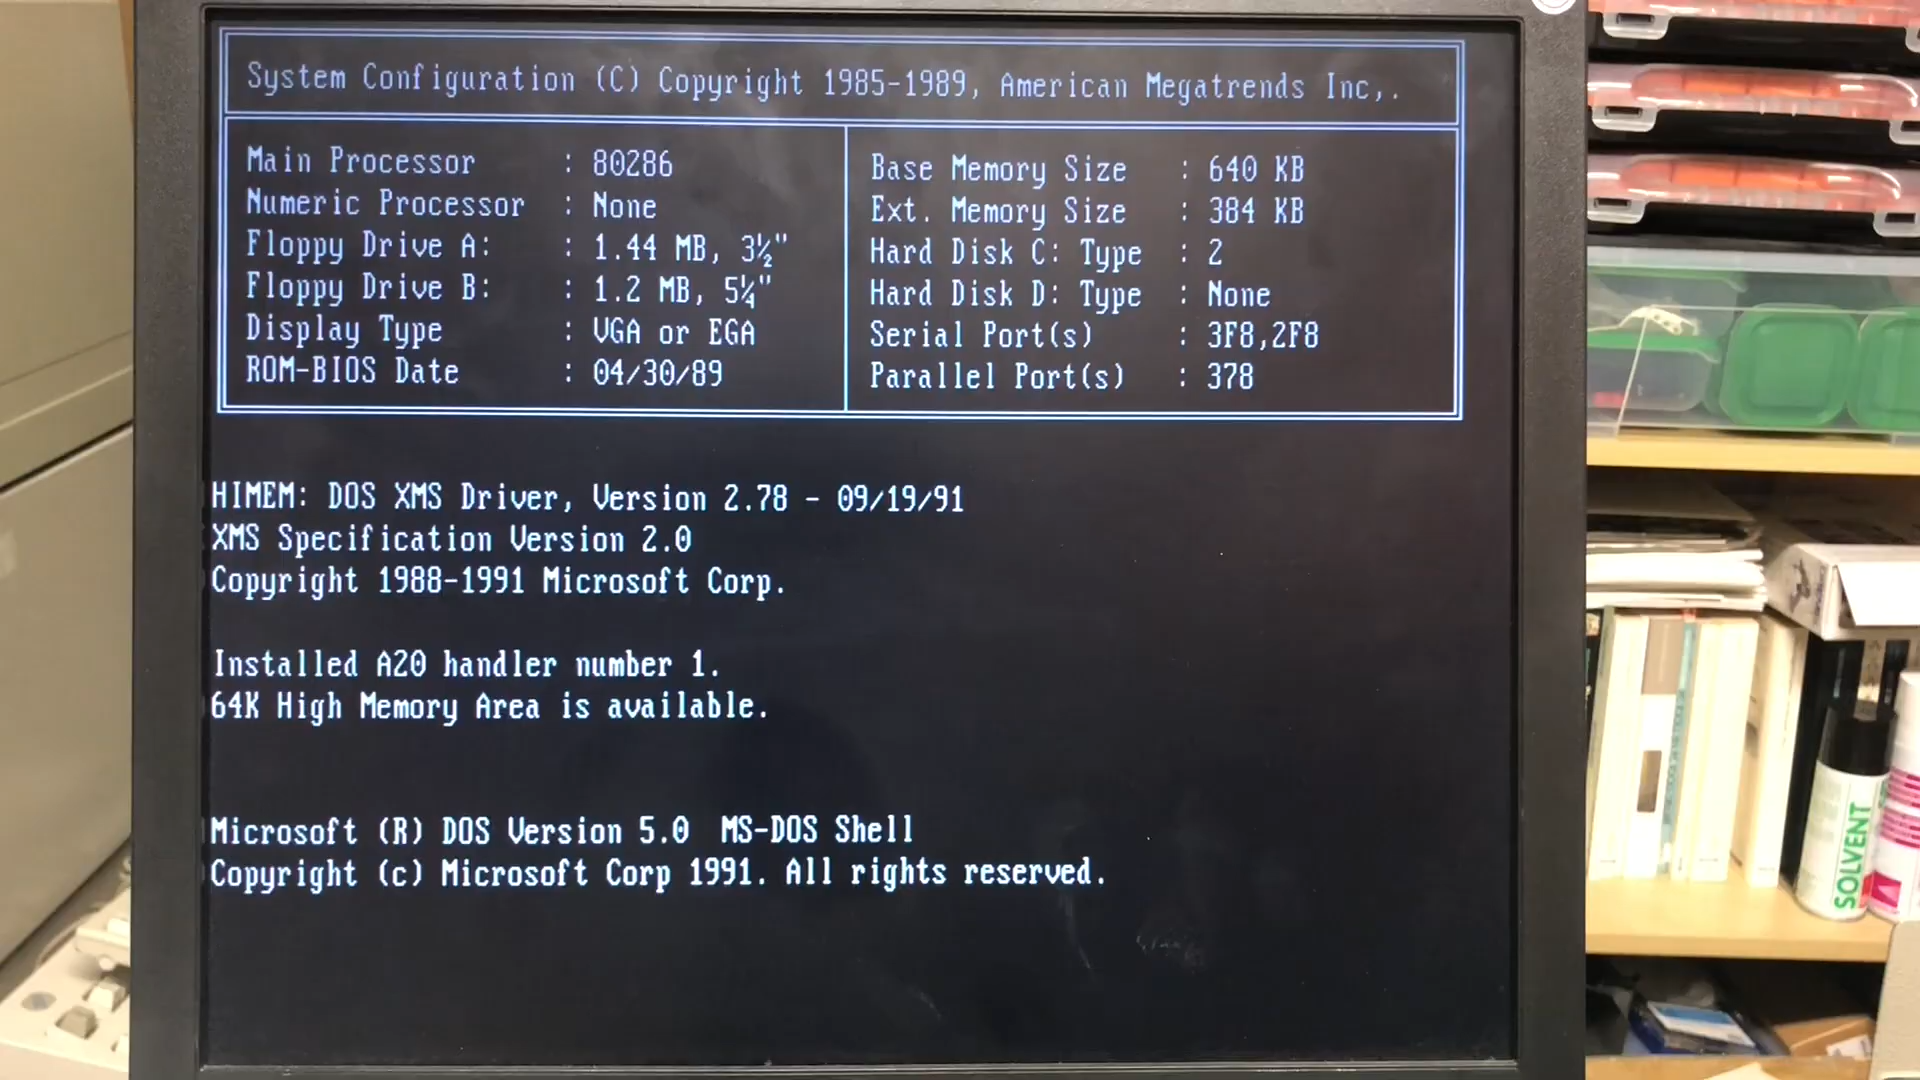 System Configuration (C) Copyright 1985-1989, American Megatrends Inc,.
Main Processor : 80286
Numeric Processor : None
Floppy Drive A: : 1.44 MB, 3½"
Floppy Drive B: : 1.2 MB, 5¼"
Display Type : VGA or EGA
ROM-BIOS Date : 04/30/89
Base Memory Size : 640 KB
Ext. Memory Size : 384 KB
Hard Disk C: Type : 2
Hard Disk D: Type : None
Serial Port(s) : 3F8,2F8
Parallel Port(s) : 378
HIMEM: DOS XMS Driver, Version 2.78 - 09/19/91
XMS Specification Version 2.0
Copyright 1988-1991 Microsoft Corp.
Installed A20 handler number 1.
64K High Memory Area is available.
Microsoft (R) DOS Version 5.0 MS-DOS Shell
Copyright (c) Microsoft Corp 1991. All rights reserved.
SOLVENT